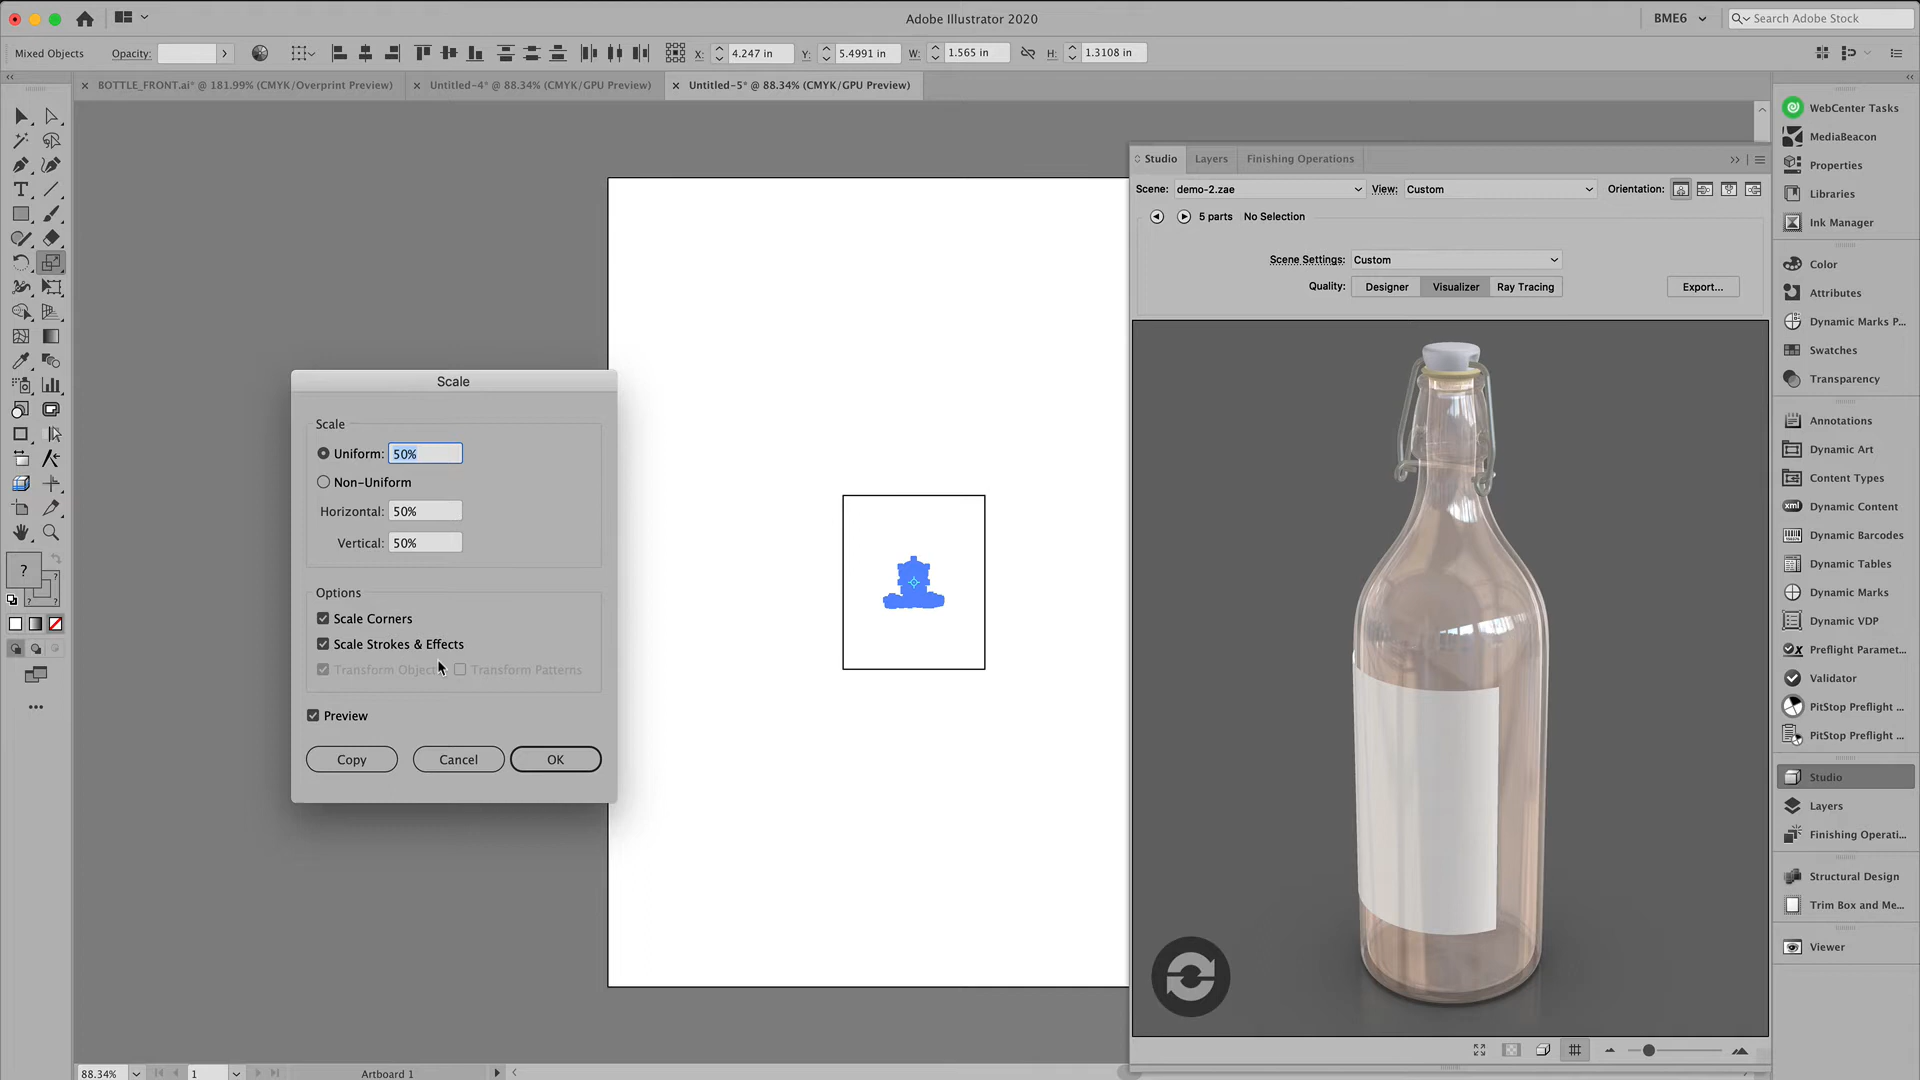 Adobe Illustrator 2020
BME6
Search Adobe Stock
Mixed Objects
Opacity:
X: 4.247 in
Y: 5.4991 in
W: 1.565 in
H: 1.3108 in
BOTTLE_FRONT.ai* @ 181.99% (CMYK/Overprint Preview)
Untitled-4* @ 88.34% (CMYK/GPU Preview)
Untitled-5* @ 88.34% (CMYK/GPU Preview)
Studio
Layers
Finishing Operations
Scene: demo-2.zae
View: Custom
Orientation:
5 parts No Selection
Scene Settings: Custom
Quality: Designer Visualizer Ray Tracing
Export...
Scale
Scale
Uniform: 50%
Non-Uniform
Horizontal: 50%
Vertical: 50%
Options
Scale Corners
Scale Strokes & Effects
Transform Object
Transform Patterns
Preview
Copy
Cancel
OK
?
?
?
?
WebCenter Tasks
MediaBeacon
Properties
Libraries
Ink Manager
Color
Attributes
Dynamic Marks P...
Swatches
Transparency
Annotations
Dynamic Art
Content Types
xml
Dynamic Content
Dynamic Barcodes
Dynamic Tables
Dynamic Marks
Dynamic VDP
Preflight Paramet...
Validator
PitStop Preflight ...
PitStop Preflight ...
Studio
Layers
Finishing Operati...
Structural Design
Trim Box and Me...
Viewer
88.34%
1
Artboard 1